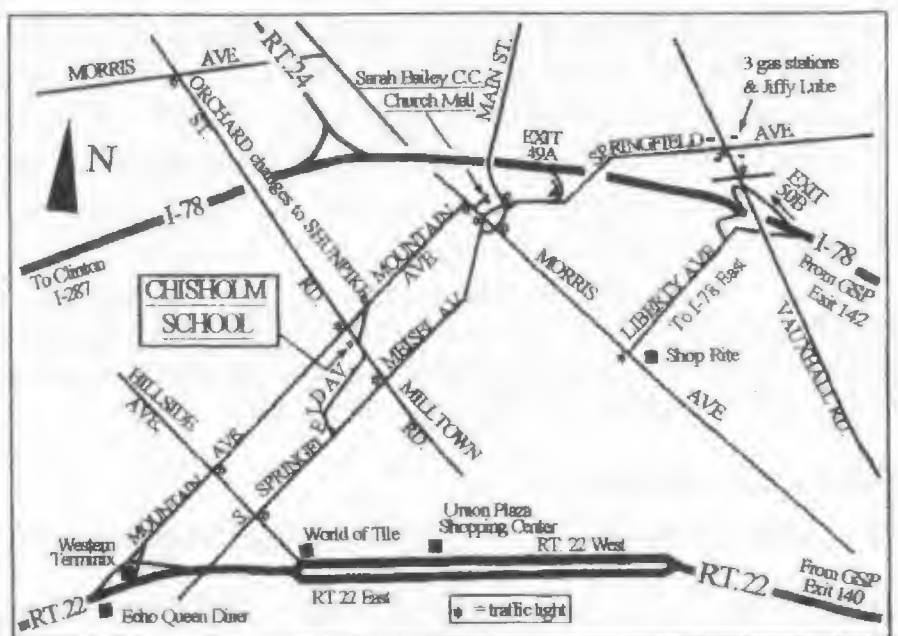 MORRIS AVE
RT. 24
Sarah Bailey C.C.
Church Mall
MAIN ST.
3 gas stations
& Jiffy Lube
EXIT
49A
SPRINGFIELD AVE
EXIT
50B
N
ORCHARD changes to SHUNPIKE
ST.
RD.
I-78
To Clinton
I-287
MOUNTAIN
AVE
I-78
From GSP
Exit 142
CHISHOLM
SCHOOL
MEISEL AV.
MORRIS
AVE
LIBERTY AVE
To I-78 East
VAUXHALL RD.
Shop Rite
HILLSIDE
AVE.
MILLTOWN
RD.
MOUNTAIN AVE
S. SPRINGFIELD AV
Western
Termimix
World of Tile
Union Plaza
Shopping Center
RT. 22 West
RT. 22 East
RT. 22
Echo Queen Diner
= traffic light
RT. 22
From GSP
Exit 140